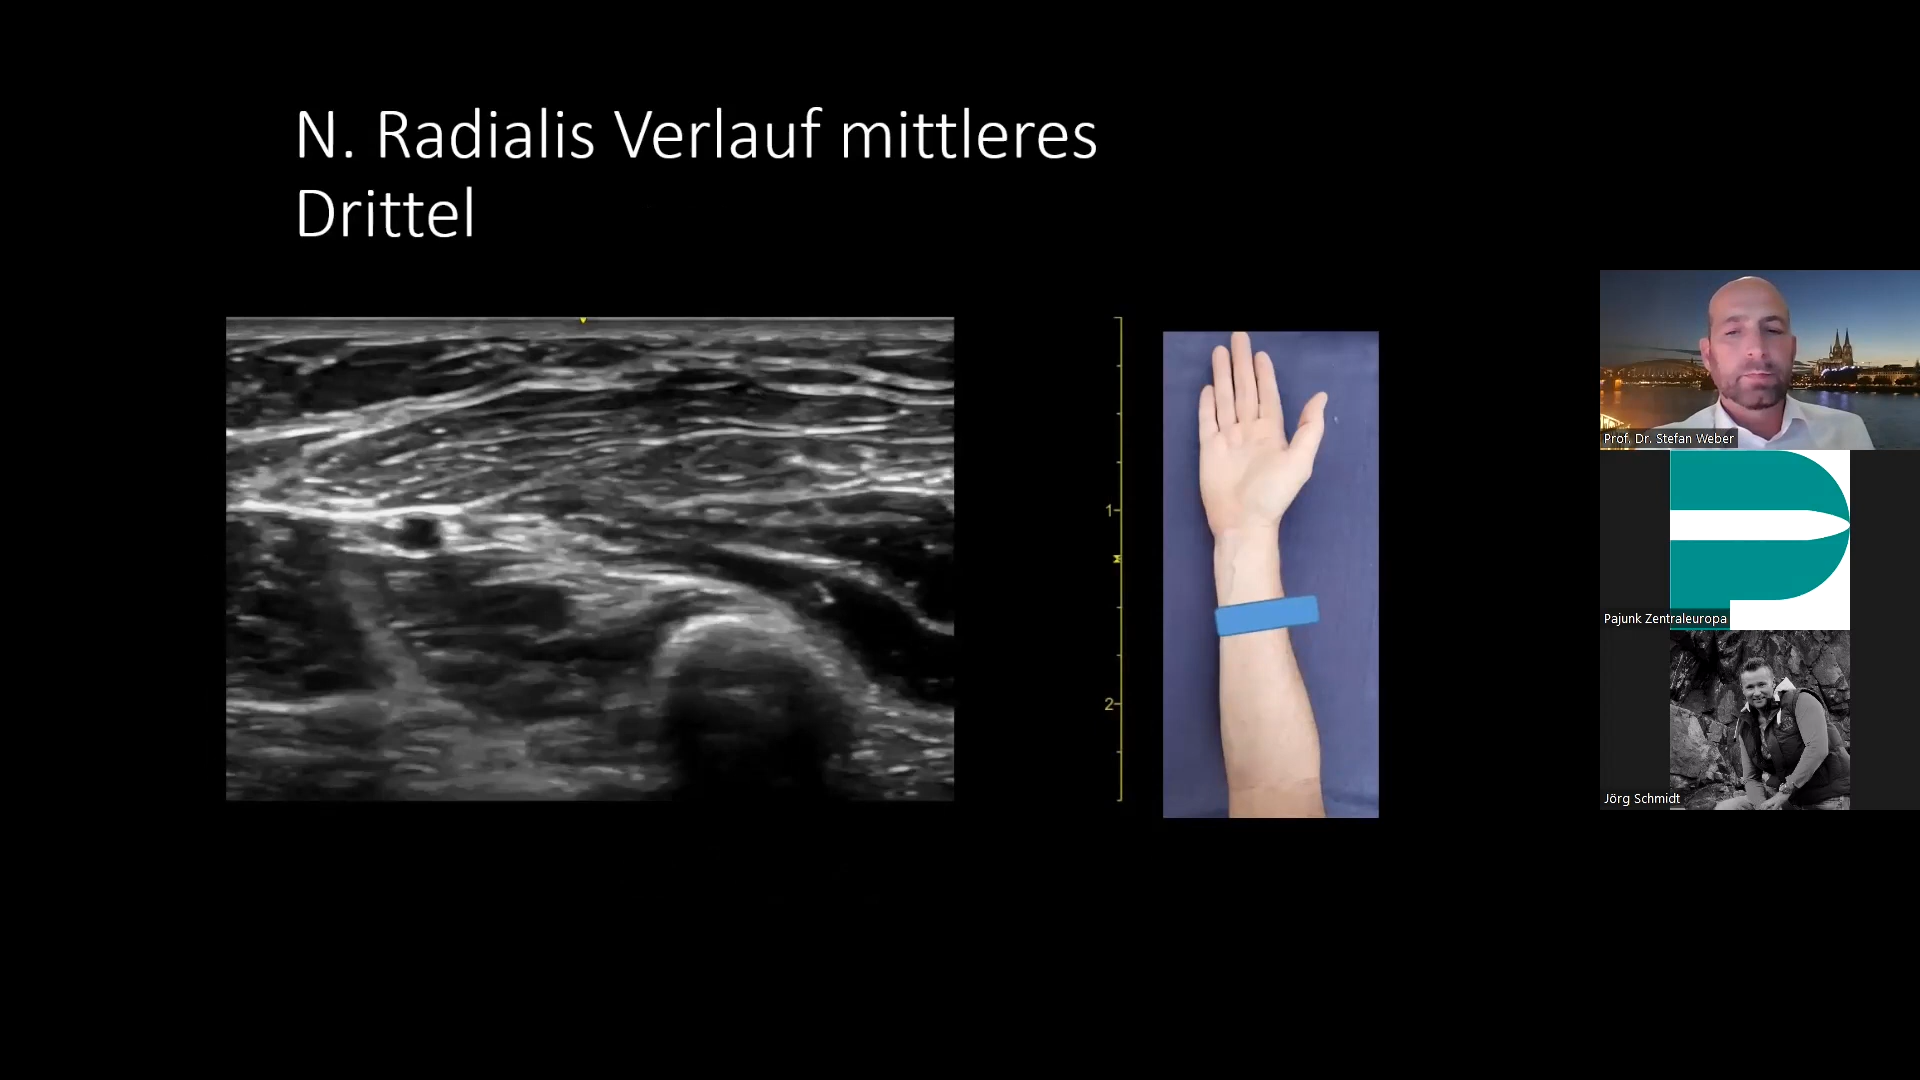 N. Radialis Verlauf mittleres
Drittel
1
2
Prof. Dr. Stefan Weber
Pajunk Zentraleuropa
Jörg Schmidt